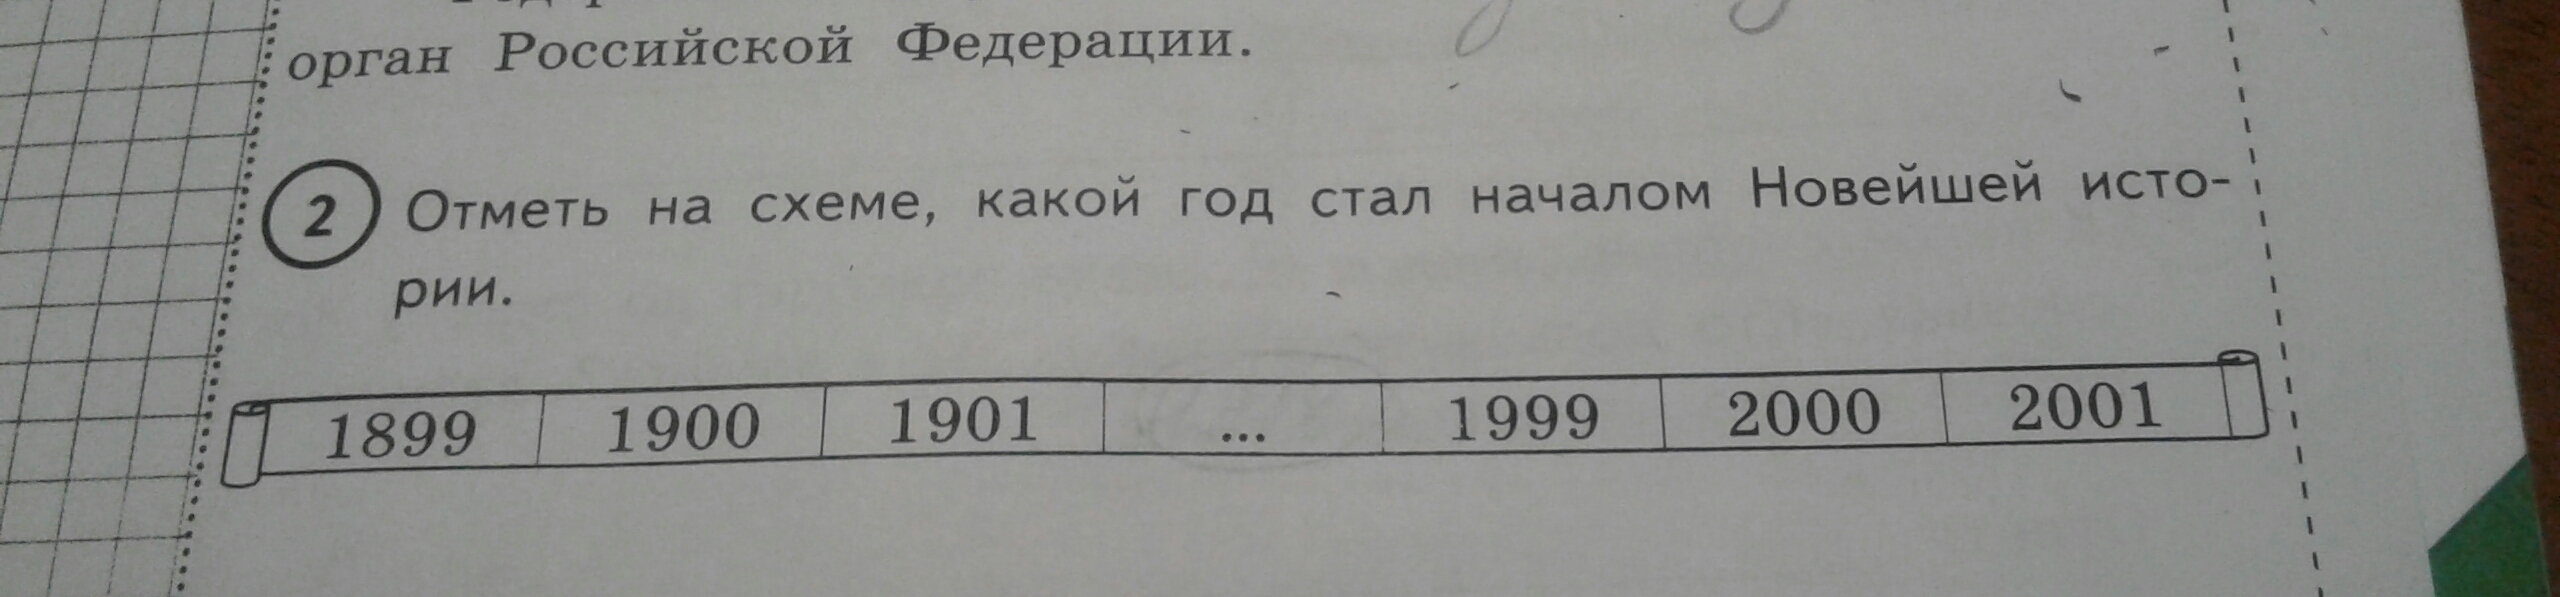 орган Российской Федерации.
2 Отметь на схеме, какой год стал началом Новейшей исто-
рии.
1899 1900 1901 ... 1999 2000 2001